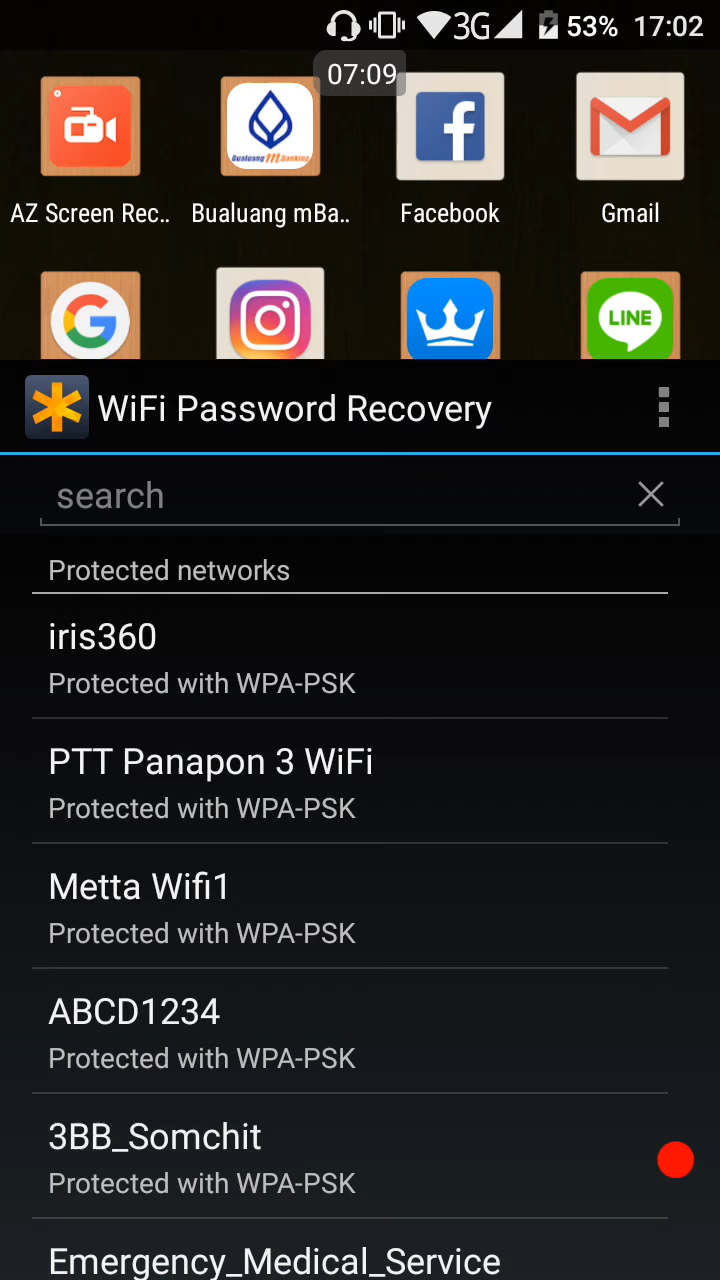 3G 53% 17:02
07:09
Bualuang mBanking
AZ Screen Rec.. Bualuang mBa.. Facebook Gmail
LINE
WiFi Password Recovery
search
Protected networks
iris360
Protected with WPA-PSK
PTT Panapon 3 WiFi
Protected with WPA-PSK
Metta Wifi1
Protected with WPA-PSK
ABCD1234
Protected with WPA-PSK
3BB_Somchit
Protected with WPA-PSK
Emergency_Medical_Service